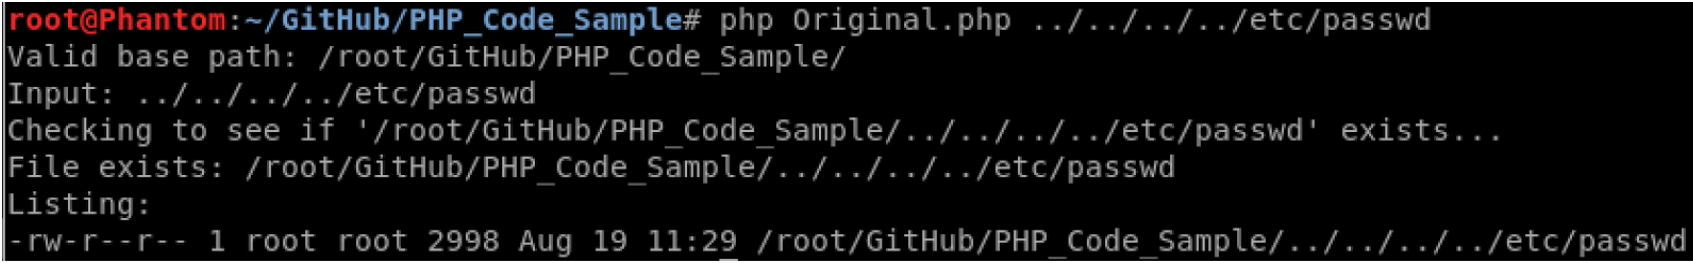 root@Phantom:~/GitHub/PHP_Code_Sample# php Original.php ../../../../etc/passwd
Valid base path: /root/GitHub/PHP_Code_Sample/
Input: ../../../../etc/passwd
Checking to see if '/root/GitHub/PHP_Code_Sample/../../../../etc/passwd' exists...
File exists: /root/GitHub/PHP_Code_Sample/../../../../etc/passwd
Listing:
-rw-r--r-- 1 root root 2998 Aug 19 11:29 /root/GitHub/PHP_Code_Sample/../../../../etc/passwd